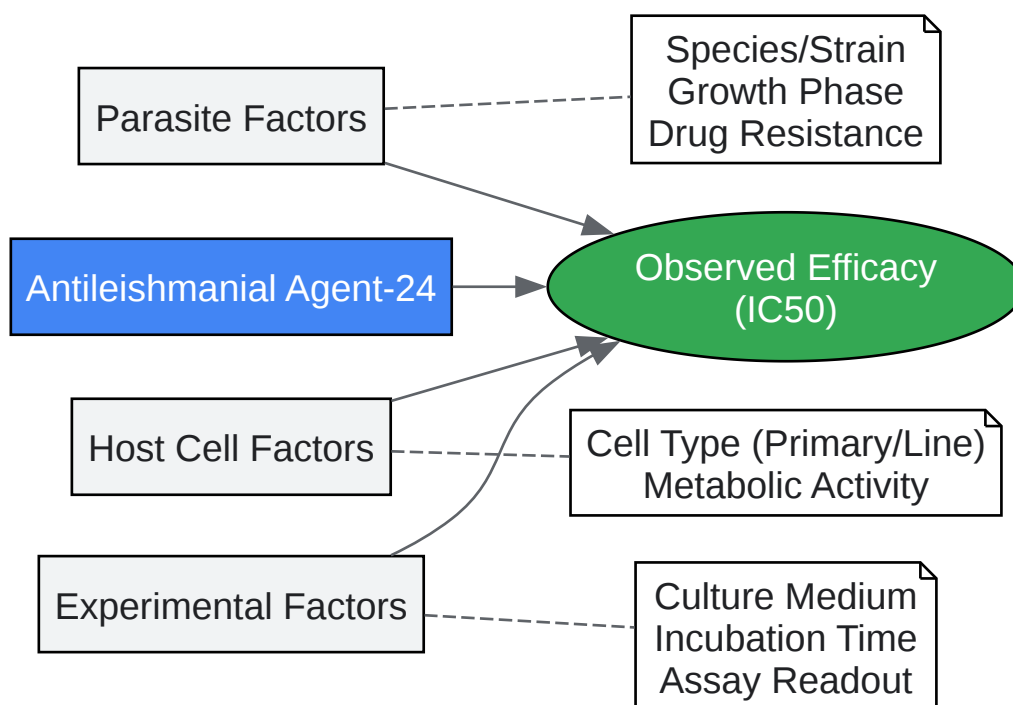 Species/Strain
Growth Phase
Drug Resistance
Parasite Factors
Antileishmanial Agent-24
Observed Efficacy
(IC50)
Host Cell Factors
Cell Type (Primary/Line)
Metabolic Activity
Experimental Factors
Culture Medium
Incubation Time
Assay Readout